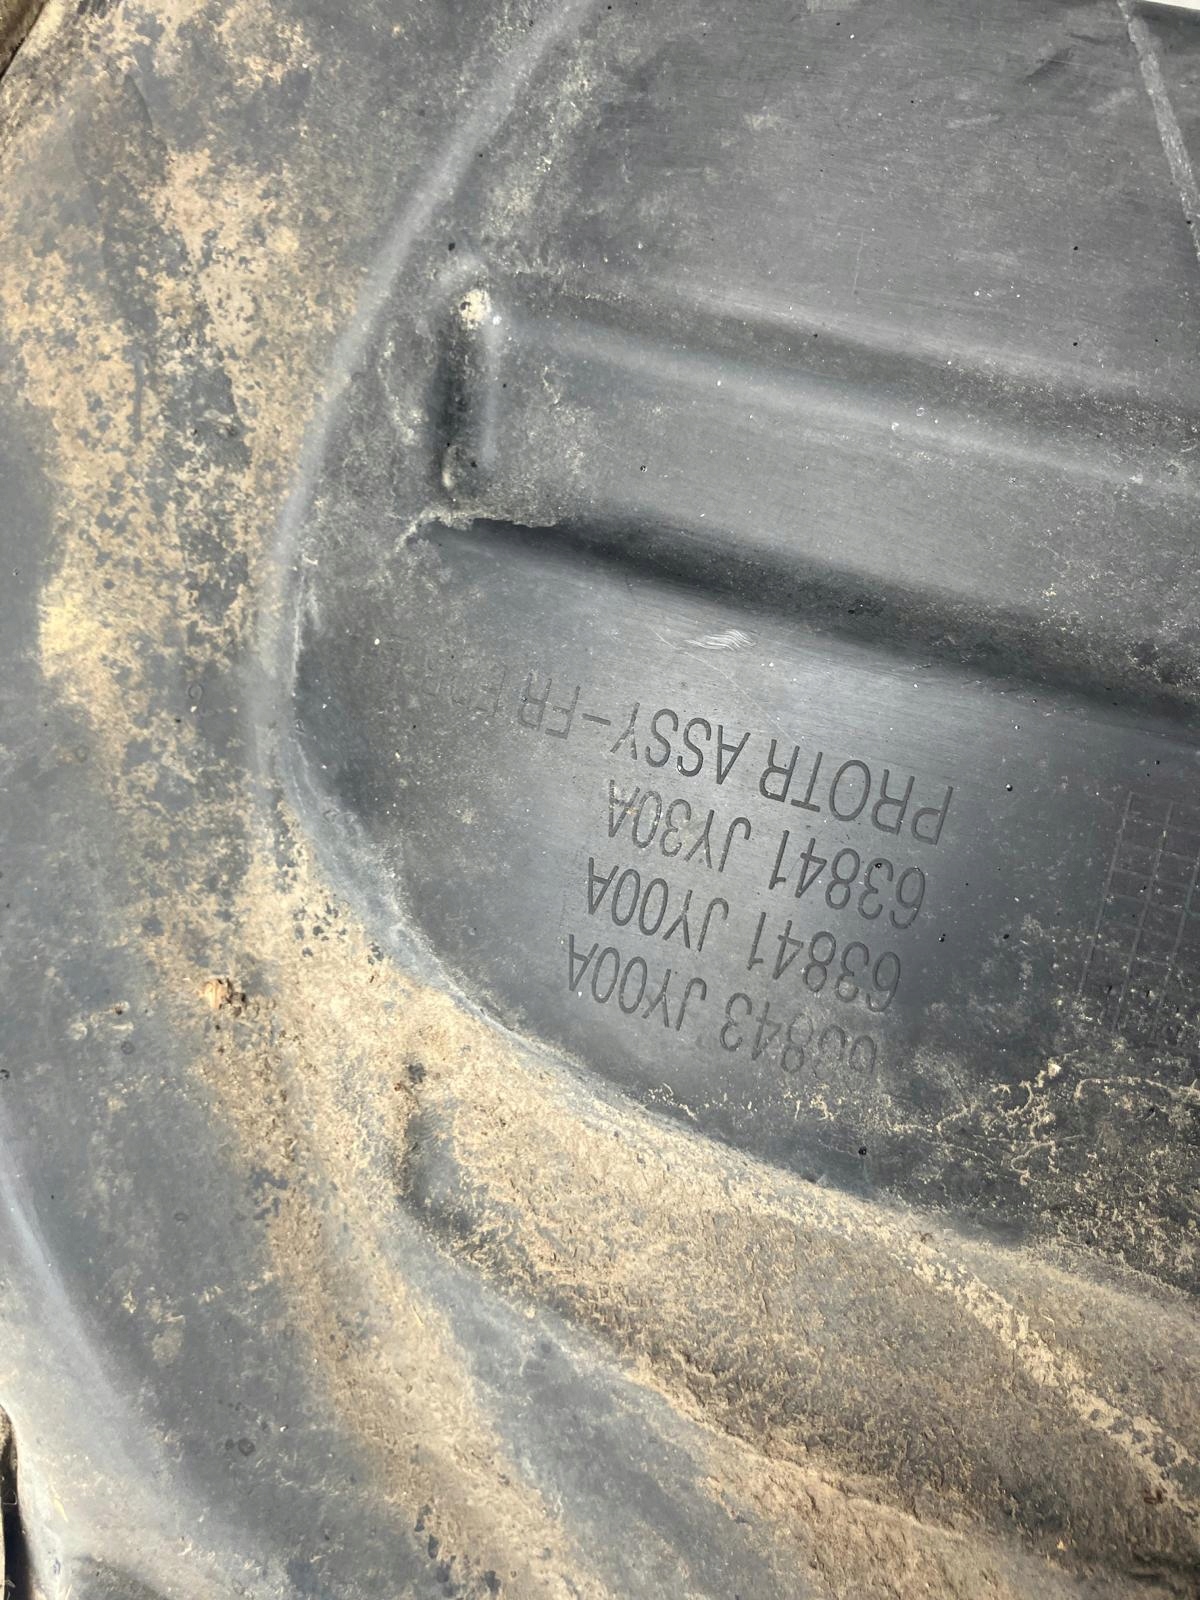 PROTR ASSY-FR
63841 JY30A
63841 JY00A
63843 JY00A